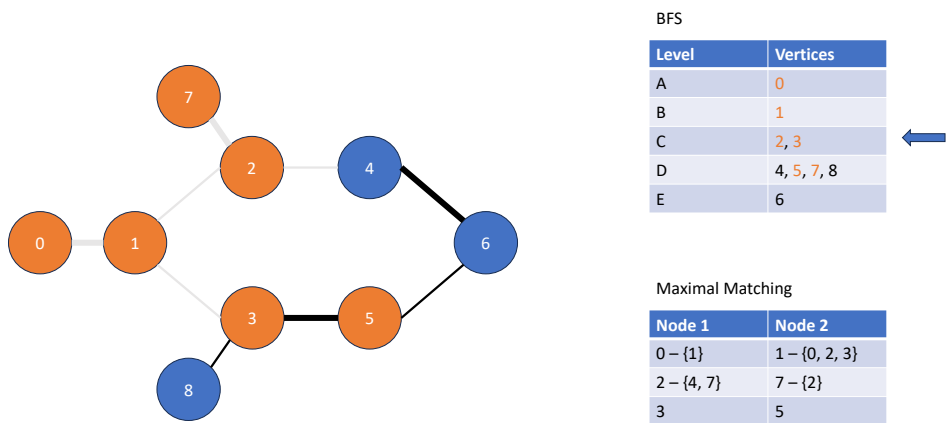 BFS
Level Vertices
A 0
B 1
C 2, 3
D 4, 5, 7, 8
E 6
7
2
4
0
1
6
3
5
8
Maximal Matching
Node 1 Node 2
0 – {1} 1 – {0, 2, 3}
2 – {4, 7} 7 – {2}
3 5